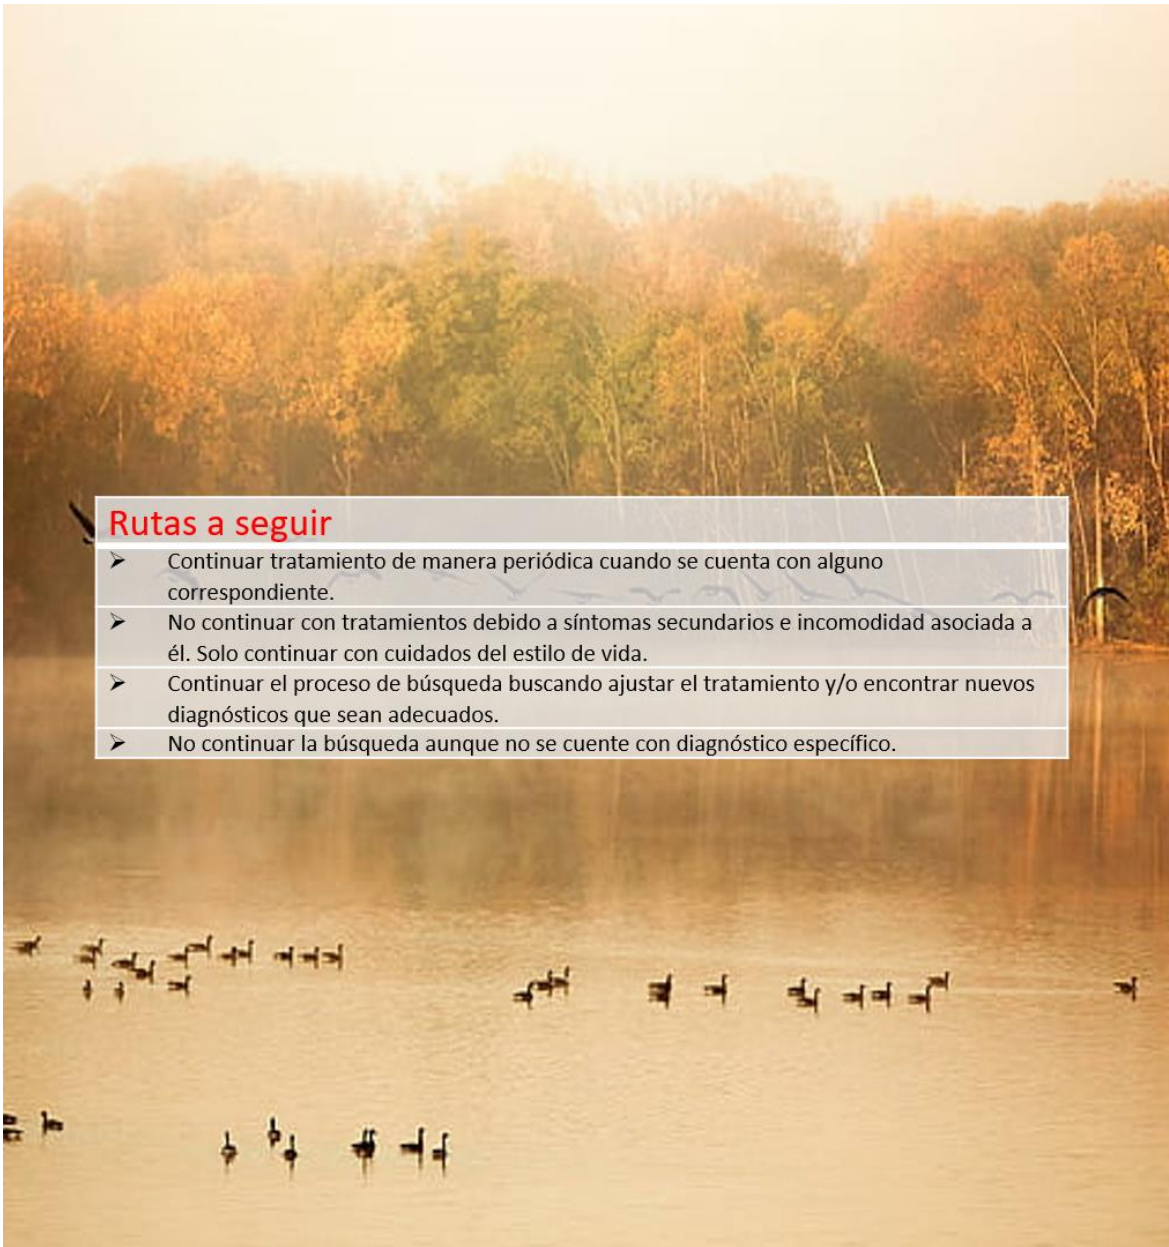 Rutas a seguir
➢ Continuar tratamiento de manera periódica cuando se cuenta con alguno
correspondiente.
➢ No continuar con tratamientos debido a síntomas secundarios e incomodidad asociada a
él. Solo continuar con cuidados del estilo de vida.
➢ Continuar el proceso de búsqueda buscando ajustar el tratamiento y/o encontrar nuevos
diagnósticos que sean adecuados.
➢ No continuar la búsqueda aunque no se cuente con diagnóstico específico.